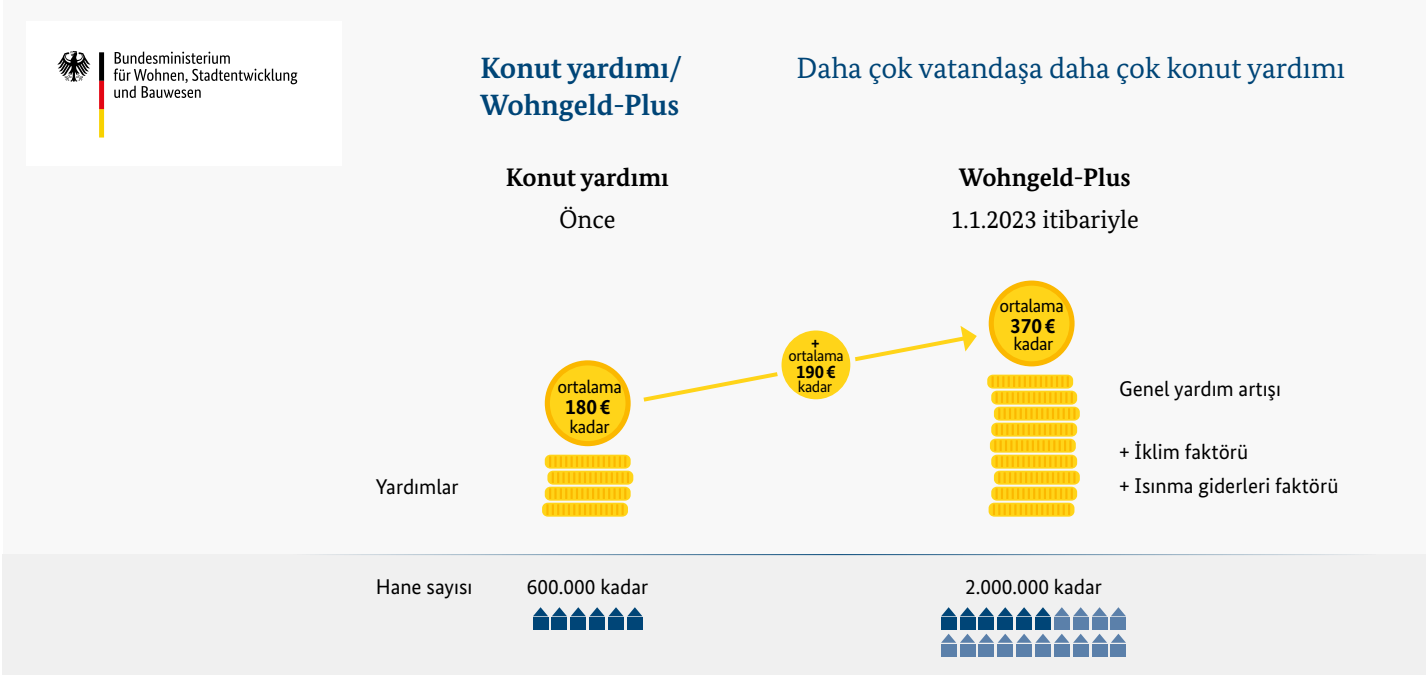 Bundesministerium
für Wohnen, Stadtentwicklung
und Bauwesen
Konut yardımı/
Wohngeld-Plus
Daha çok vatandaşa daha çok konut yardımı
Konut yardımı
Önce
Wohngeld-Plus
1.1.2023 itibariyle
ortalama
180 €
kadar
+
ortalama
190 €
kadar
ortalama
370 €
kadar
Genel yardım artışı
+ İklim faktörü
+ Isınma giderleri faktörü
Yardımlar
Hane sayısı
600.000 kadar
2.000.000 kadar